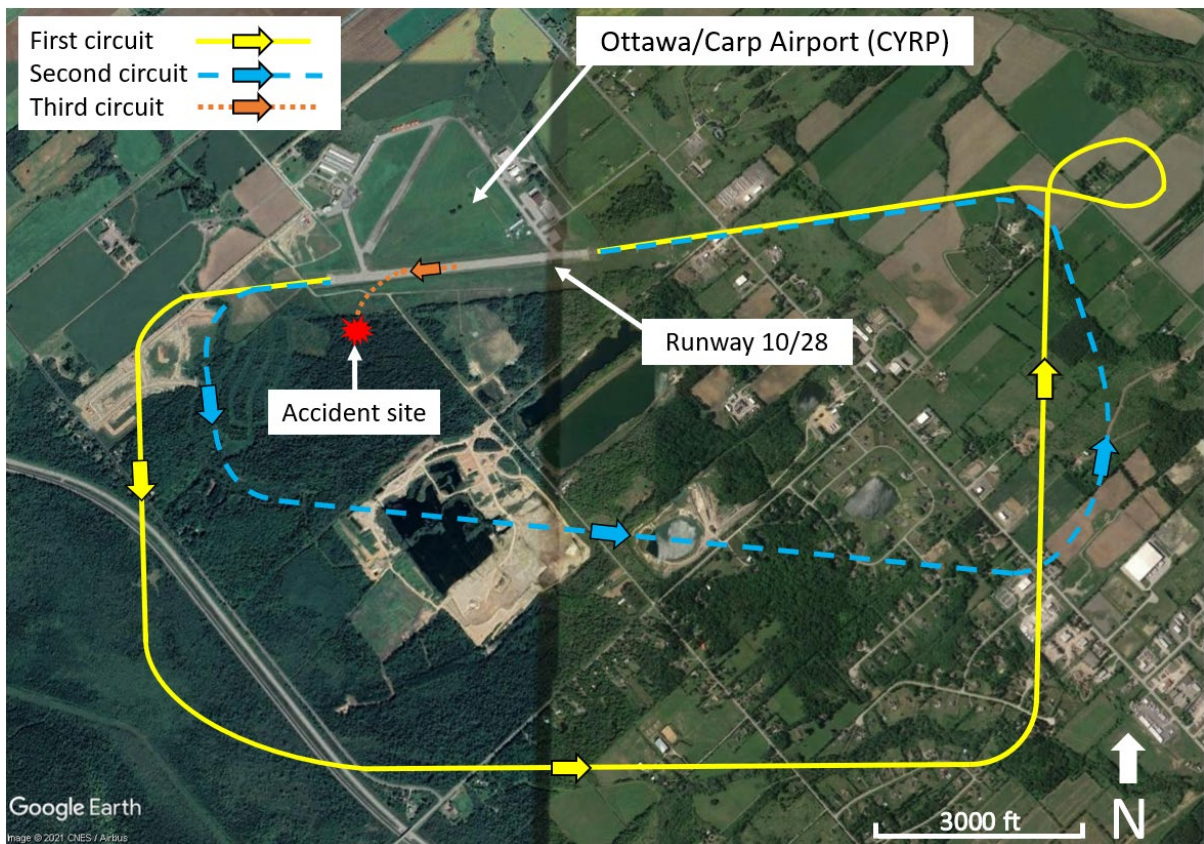 First circuit
Second circuit
Third circuit
Ottawa/Carp Airport (CYRP)
Runway 10/28
Accident site
Google Earth
Image © 2021 CNES / Airbus
3000 ft
N